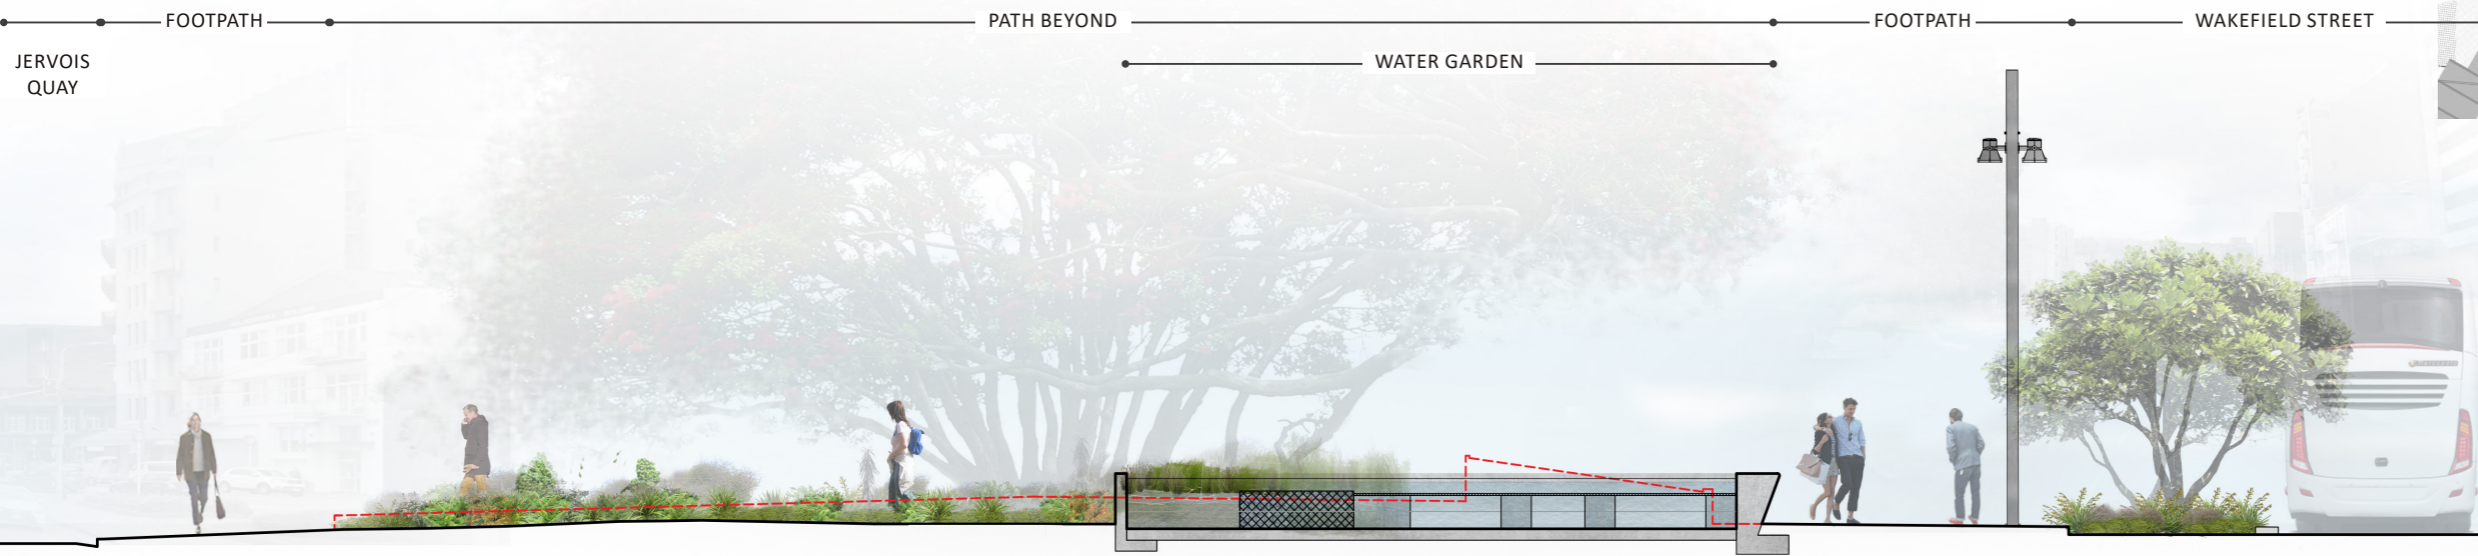 FOOTPATH
PATH BEYOND
FOOTPATH
WAKEFIELD STREET
JERVOIS
QUAY
WATER GARDEN